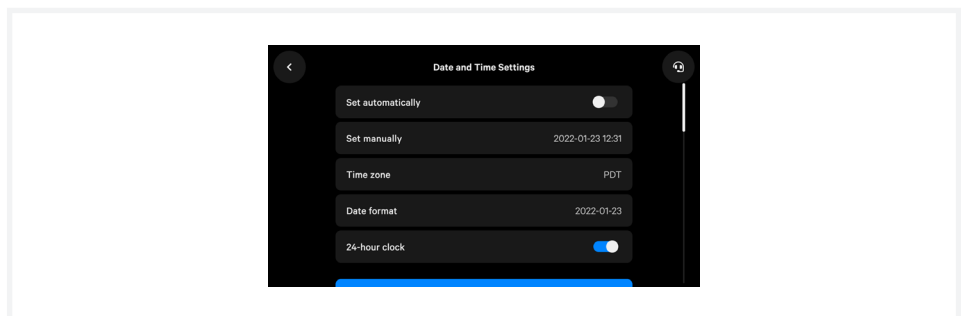 Date and Time Settings
Set automatically
Set manually 2022-01-23 12:31
Time zone PDT
Date format 2022-01-23
24-hour clock